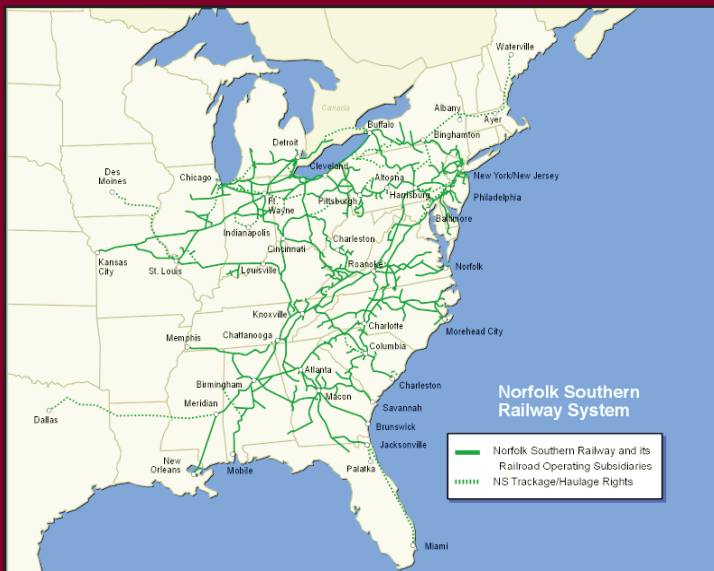 Waterville
Albany
Ayer
Canada
Buffalo
Binghamton
Detroit
Cleveland
Des
Moines
Chicago
Altoona
New York/New Jersey
Ft.
Wayne
Pittsburgh
Harrisburg
Philadelphia
Baltimore
Indianapolis
Cincinnati
Charleston
Kansas
City
St. Louis
Louisville
Roanoke
Norfolk
Knoxville
Memphis
Chattanooga
Charlotte
Morehead City
Columbia
Atlanta
Birmingham
Charleston
Norfolk Southern
Railway System
Meridian
Macon
Savannah
Dallas
Brunswick
Jacksonville
Norfolk Southern Railway and its
Railroad Operating Subsidiaries
NS Trackage/Haulage Rights
New
Orleans
Mobile
Palatka
Miami